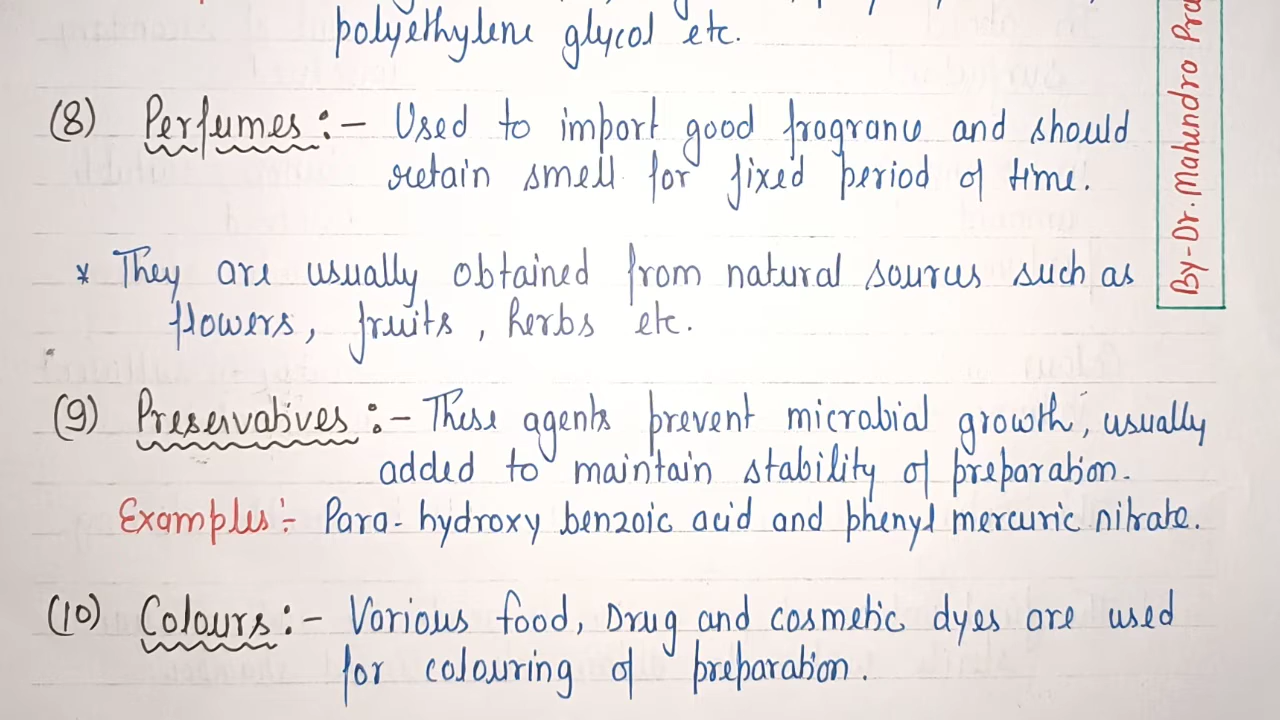 polyethylene glycol etc.
(8) Perfumes :- Used to import good fragrance and should
retain smell for fixed period of time.
* They are usually obtained from natural sources such as
flowers, fruits, herbs etc.
(9) Preservatives :- These agents prevent microbial growth, usually
added to maintain stability of preparation.
Examples :- Para-hydroxy benzoic acid and phenyl mercuric nitrate.
(10) Colours :- Various food, Drug and cosmetic dyes are used
for colouring of preparation.
By-Dr. Mahindra